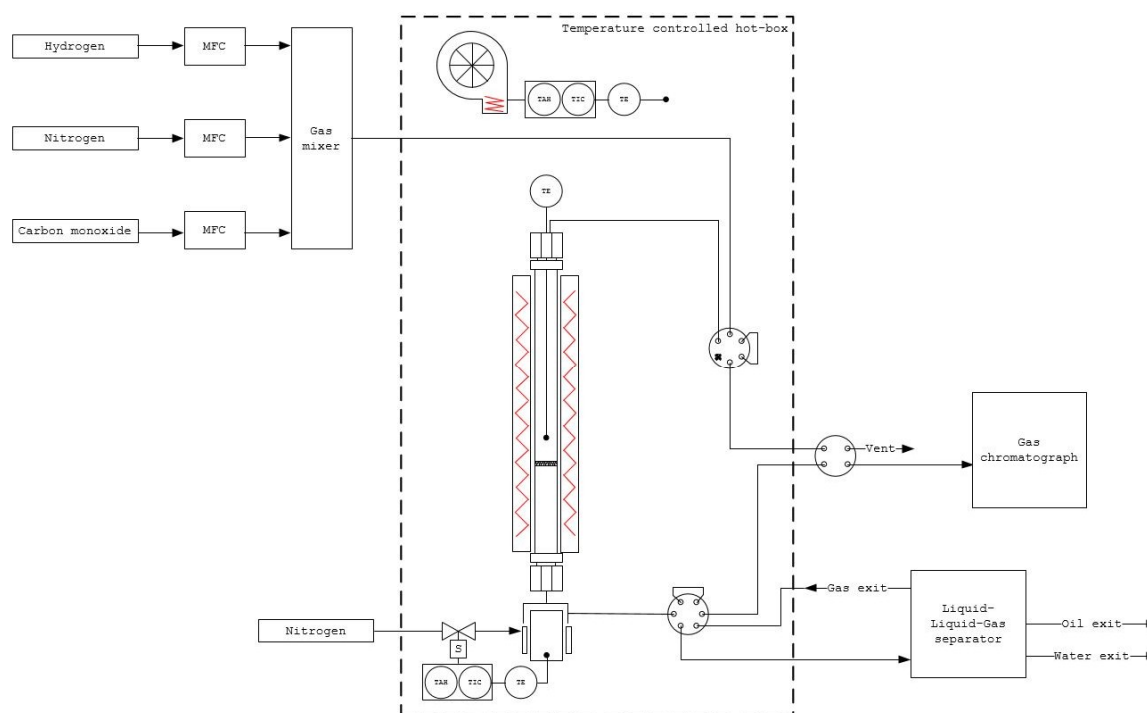 Temperature controlled hot-box
Hydrogen
MFC
TAH
TIC
TE
Nitrogen
MFC
Gas
mixer
TE
Carbon monoxide
MFC
Vent
Gas
chromatograph
Gas exit
Liquid-
Liquid-Gas
separator
Oil exit
Water exit
Nitrogen
S
TAH
TIC
TE